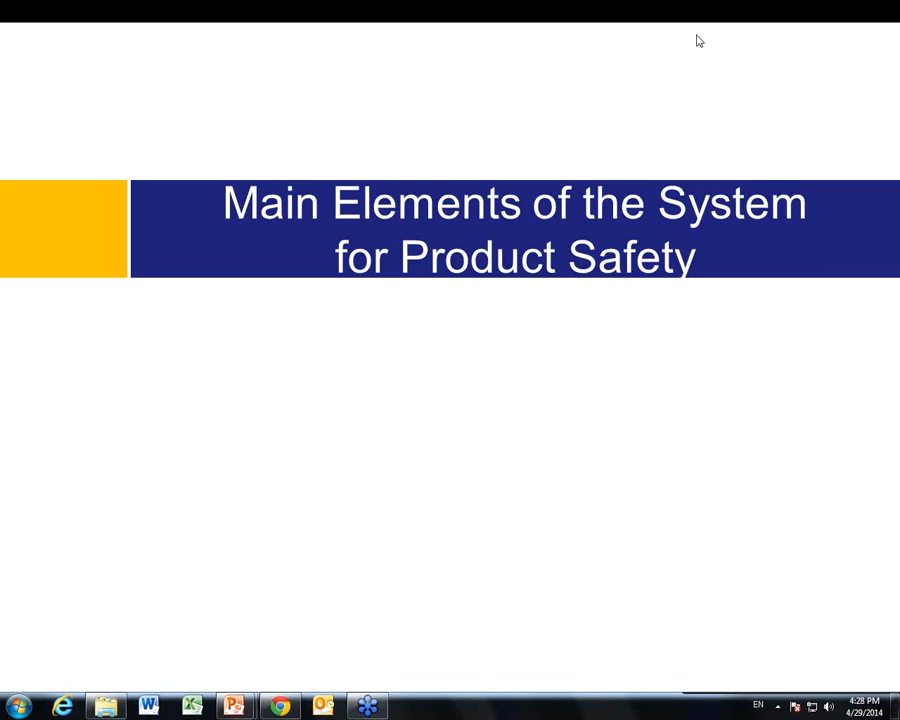 Main Elements of the System
for Product Safety
EN
4:28 PM
4/29/2014